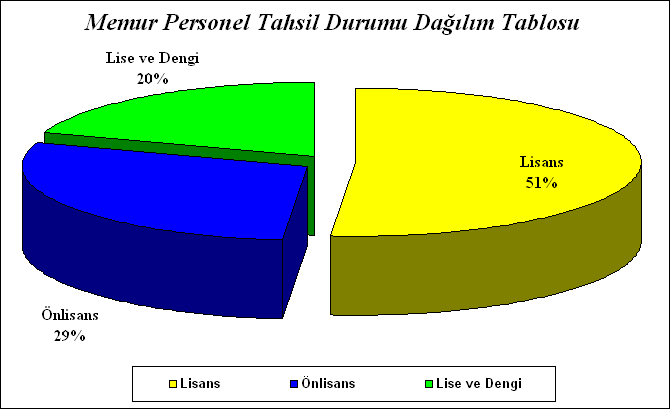 Memur Personel Tahsil Durumu Dağılım Tablosu
Lise ve Dengi
20%
Lisans
51%
Önlisans
29%
Lisans Önlisans Lise ve Dengi